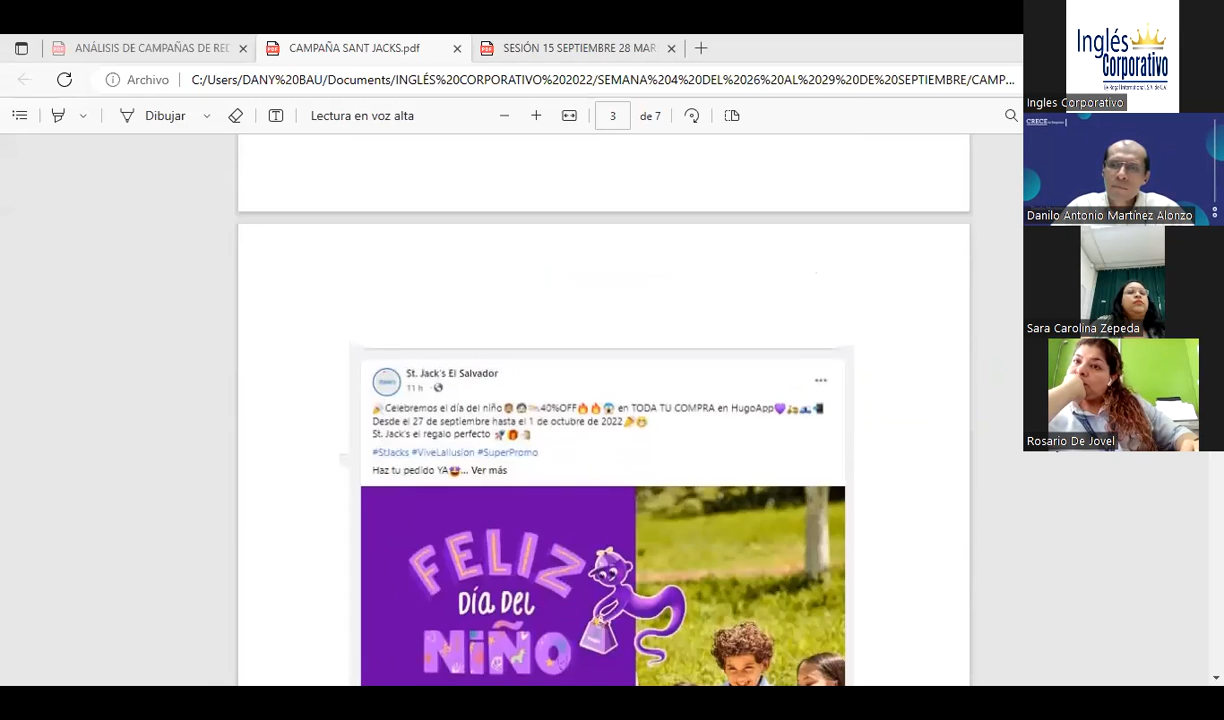 ANÁLISIS DE CAMPAÑAS DE RED
CAMPAÑA SANT JACKS.pdf
SESIÓN 15 SEPTIEMBRE 28 MAR
Archivo
C:/Users/DANY%20BAU/Documents/INGLÉS%20CORPORATIVO%202022/SEMANA%204%20DEL%2026%20AL%2029%20DE%20SEPTIEMBRE/CAMP...
Dibujar
Lectura en voz alta
3
de 7
St. Jack's El Salvador
11 h
🎉Celebremos el día del niño 40%OFF🔥🔥😱 en TODA TU COMPRA en HugoApp💜
Desde el 27 de septiembre hasta el 1 de octubre de 2022
St. Jack's el regalo perfecto
#StJacks #ViveLaIlusion #SuperPromo
Haz tu pedido YA... Ver más
FELIZ
DÍA DEL
NIÑO
Inglés
Corporativo
Ingles Corporativo
CRECE
Danilo Antonio Martínez Alonzo
Sara Carolina Zepeda
Rosario De Jovel